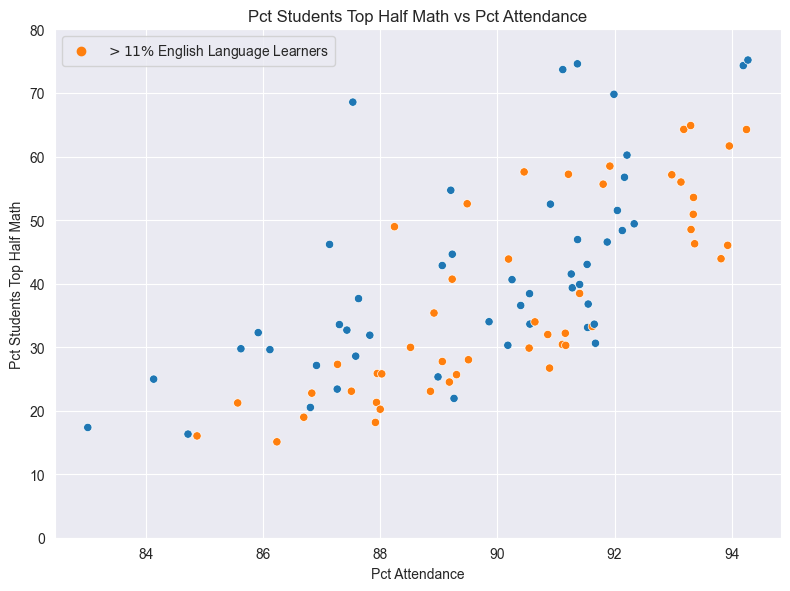 Pct Students Top Half Math vs Pct Attendance
> 11% English Language Learners
80
70
60
50
40
30
20
10
0
Pct Students Top Half Math
84 86 88 90 92 94
Pct Attendance